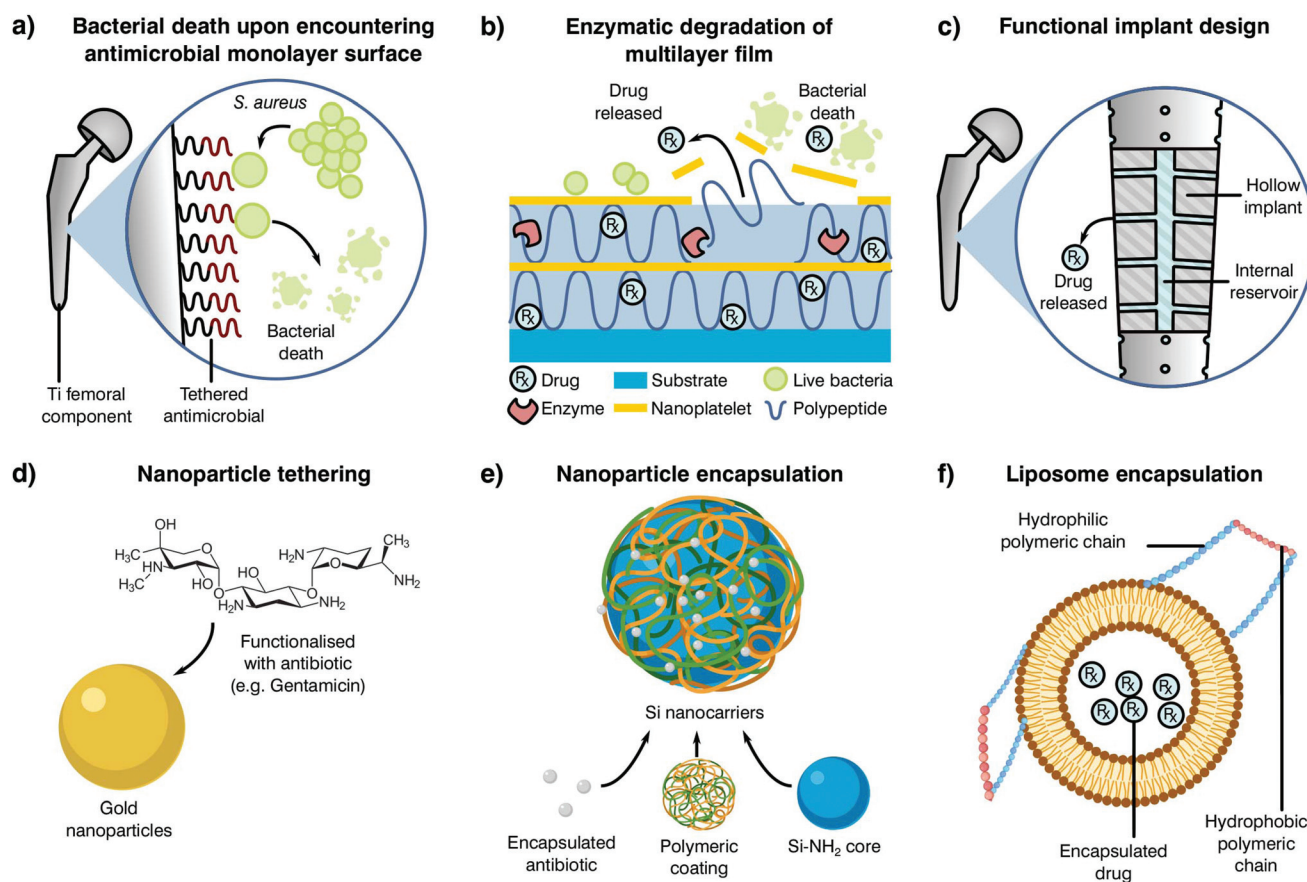 a) Bacterial death upon encountering
antimicrobial monolayer surface
S. aureus
Bacterial
death
Ti femoral
component
Tethered
antimicrobial
b) Enzymatic degradation of
multilayer film
Drug
released
Bacterial
death
Rx
Rx
Rx
Rx
Rx
Rx
Rx
Rx
Rx Drug
Substrate
Live bacteria
Enzyme
Nanoplatelet
Polypeptide
c) Functional implant design
Hollow
implant
Rx
Drug
released
Internal
reservoir
d) Nanoparticle tethering
OH
H₃C
HN
H₃C
HO
O
O
HO
H₂N
O
NH₂
H₂N
O
CH₃
NH₂
Functionalised
with antibiotic
(e.g. Gentamicin)
Gold
nanoparticles
e) Nanoparticle encapsulation
Si nanocarriers
Encapsulated
antibiotic
Polymeric
coating
Si-NH₂ core
f) Liposome encapsulation
Hydrophilic
polymeric chain
Rx Rx Rx
Rx Rx Rx
Encapsulated
drug
Hydrophobic
polymeric
chain